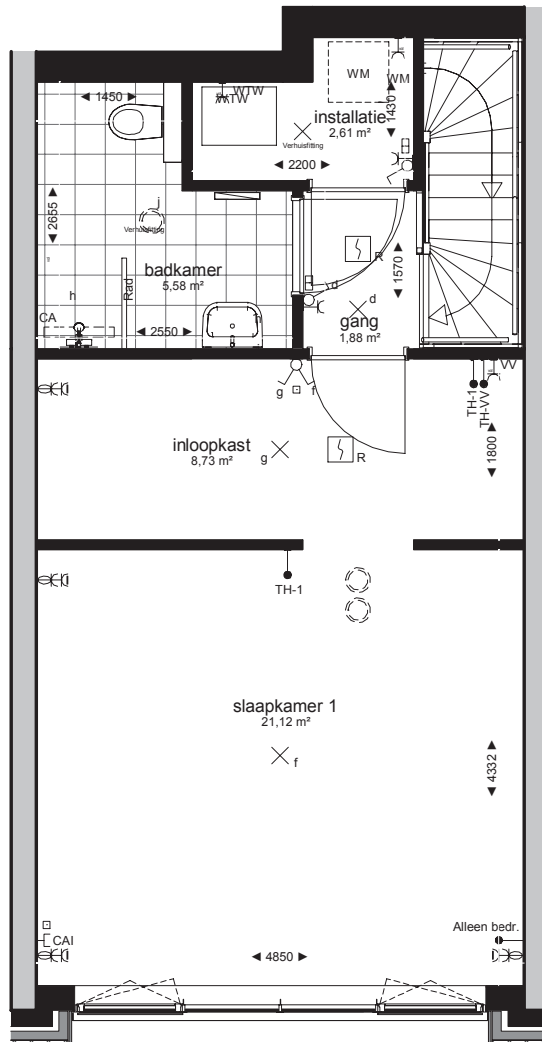 WM
WM
WTW
WTW
1450
1430
installatie
2,61 m²
Verhuisfitting
2200
2655
j
Verhuisfitting
badkamer
5,58 m²
Rad
h
CA
2550
h
R
d
d
1570
gang
1,88 m²
VV
TH-1
TH-VV
g
f
inloopkast
8,73 m²
g
R
1800
TH-1
slaapkamer 1
21,12 m²
f
4332
CAI
Alleen bedr.
4850